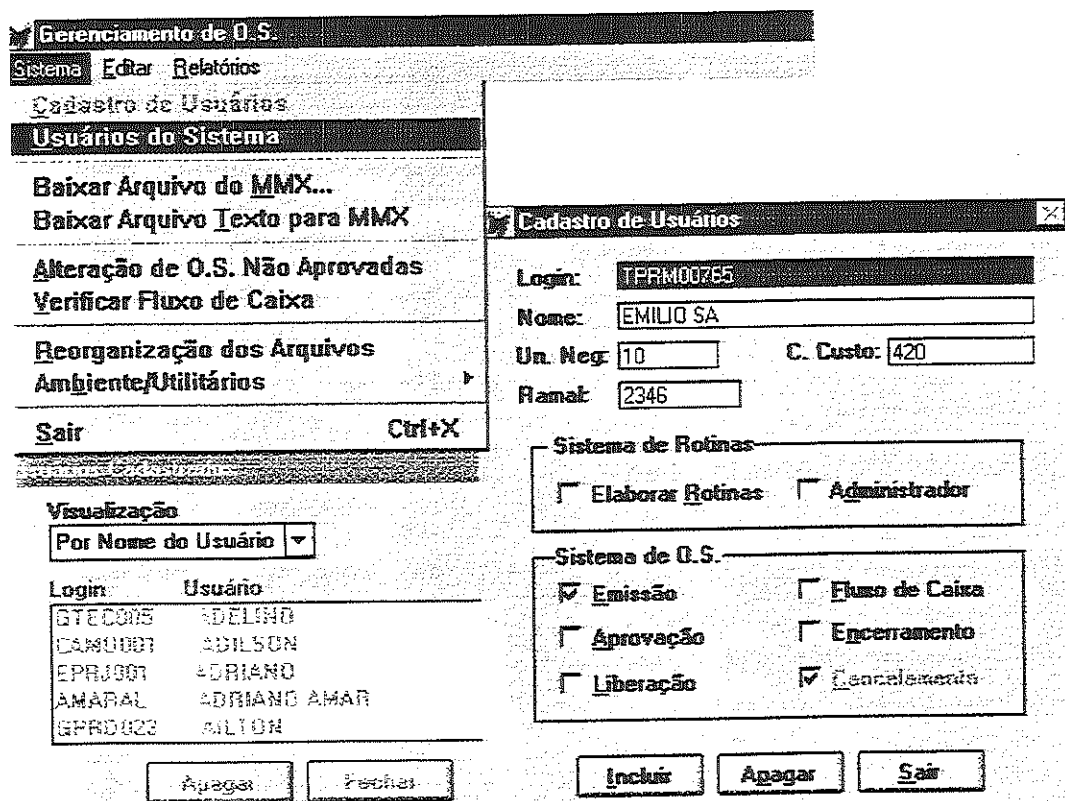 Gerenciamento de O.S.
Sistema Editar Relatórios
Cadastro de Usuários
Usuários do Sistema
Baixar Arquivo do MMX...
Baixar Arquivo Texto para MMX
Alteração de O.S. Não Aprovadas
Verificar Fluxo de Caixa
Reorganização dos Arquivos
Ambiente/Utilitários
Sair Ctrl+X
Visualização
Por Nome do Usuário
Login Usuário
GTEC005 ADELINO
CAMU001 ADILSON
EPRJ001 ADRIANO
AMARAL ADRIANO AMAR
GPRD023 AILTON
Apagar Fechar
Cadastro de Usuários
Login: TPRM00765
Nome: EMILIO SA
Un. Neg: 10 C. Custo: 420
Ramal: 2346
Sistema de Rotinas
Elaborar Rotinas Administrador
Sistema de O.S.
Emissão Fluxo de Caixa
Aprovação Encerramento
Liberação Cancelamento
Incluir Apagar Sair